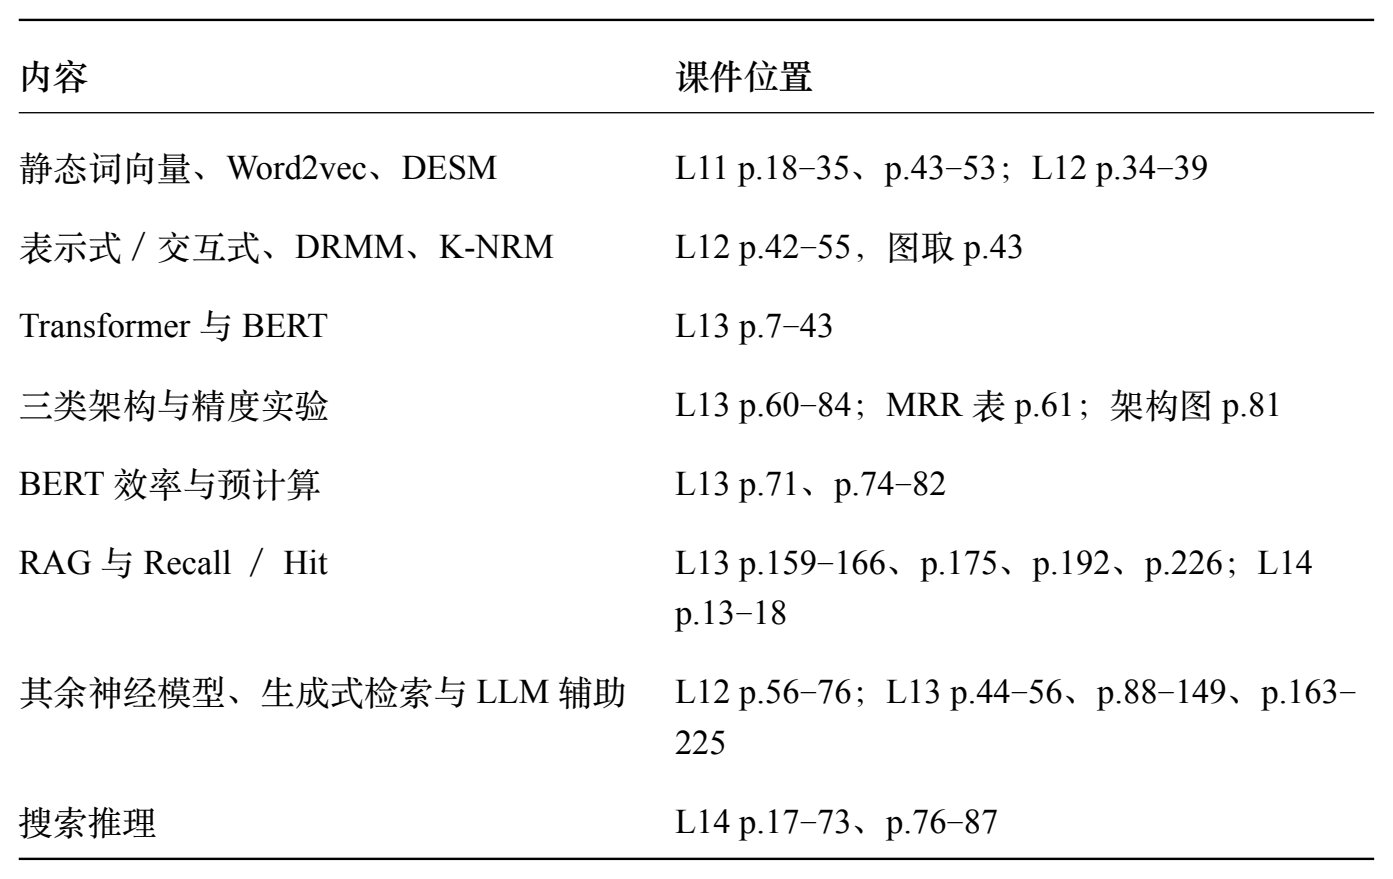 内容 课件位置
静态词向量、Word2vec、DESM L11 p.18–35、p.43–53；L12 p.34–39
表示式 / 交互式、DRMM、K-NRM L12 p.42–55，图取 p.43
Transformer 与 BERT L13 p.7–43
三类架构与精度实验 L13 p.60–84；MRR 表 p.61；架构图 p.81
BERT 效率与预计算 L13 p.71、p.74–82
RAG 与 Recall / Hit L13 p.159–166、p.175、p.192、p.226；L14
p.13–18
其余神经模型、生成式检索与 LLM 辅助 L12 p.56–76；L13 p.44–56、p.88–149、p.163–
225
搜索推理 L14 p.17–73、p.76–87